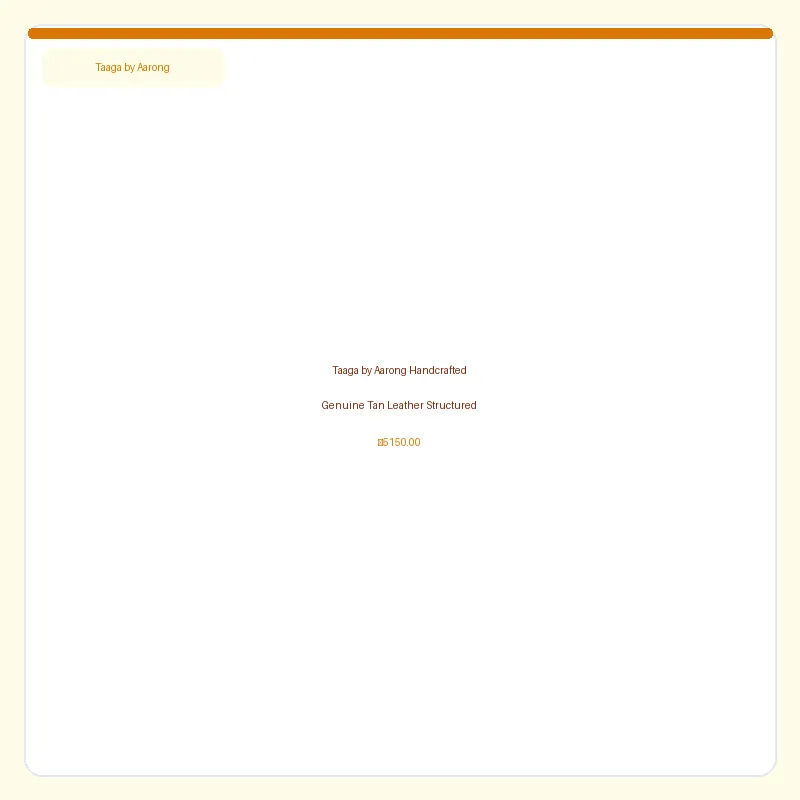 Taaga by Aarong
Taaga by Aarong Handcrafted
Genuine Tan Leather Structured
5150.00